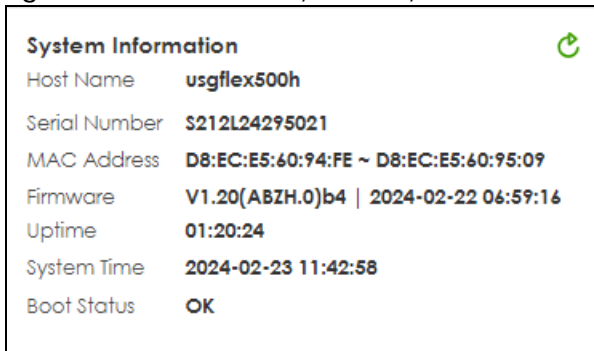 System Information
Host Name usgflex500h
Serial Number S212L24295021
MAC Address D8:EC:E5:60:94:FE ~ D8:EC:E5:60:95:09
Firmware V1.20(ABZH.0)b4 | 2024-02-22 06:59:16
Uptime 01:20:24
System Time 2024-02-23 11:42:58
Boot Status OK